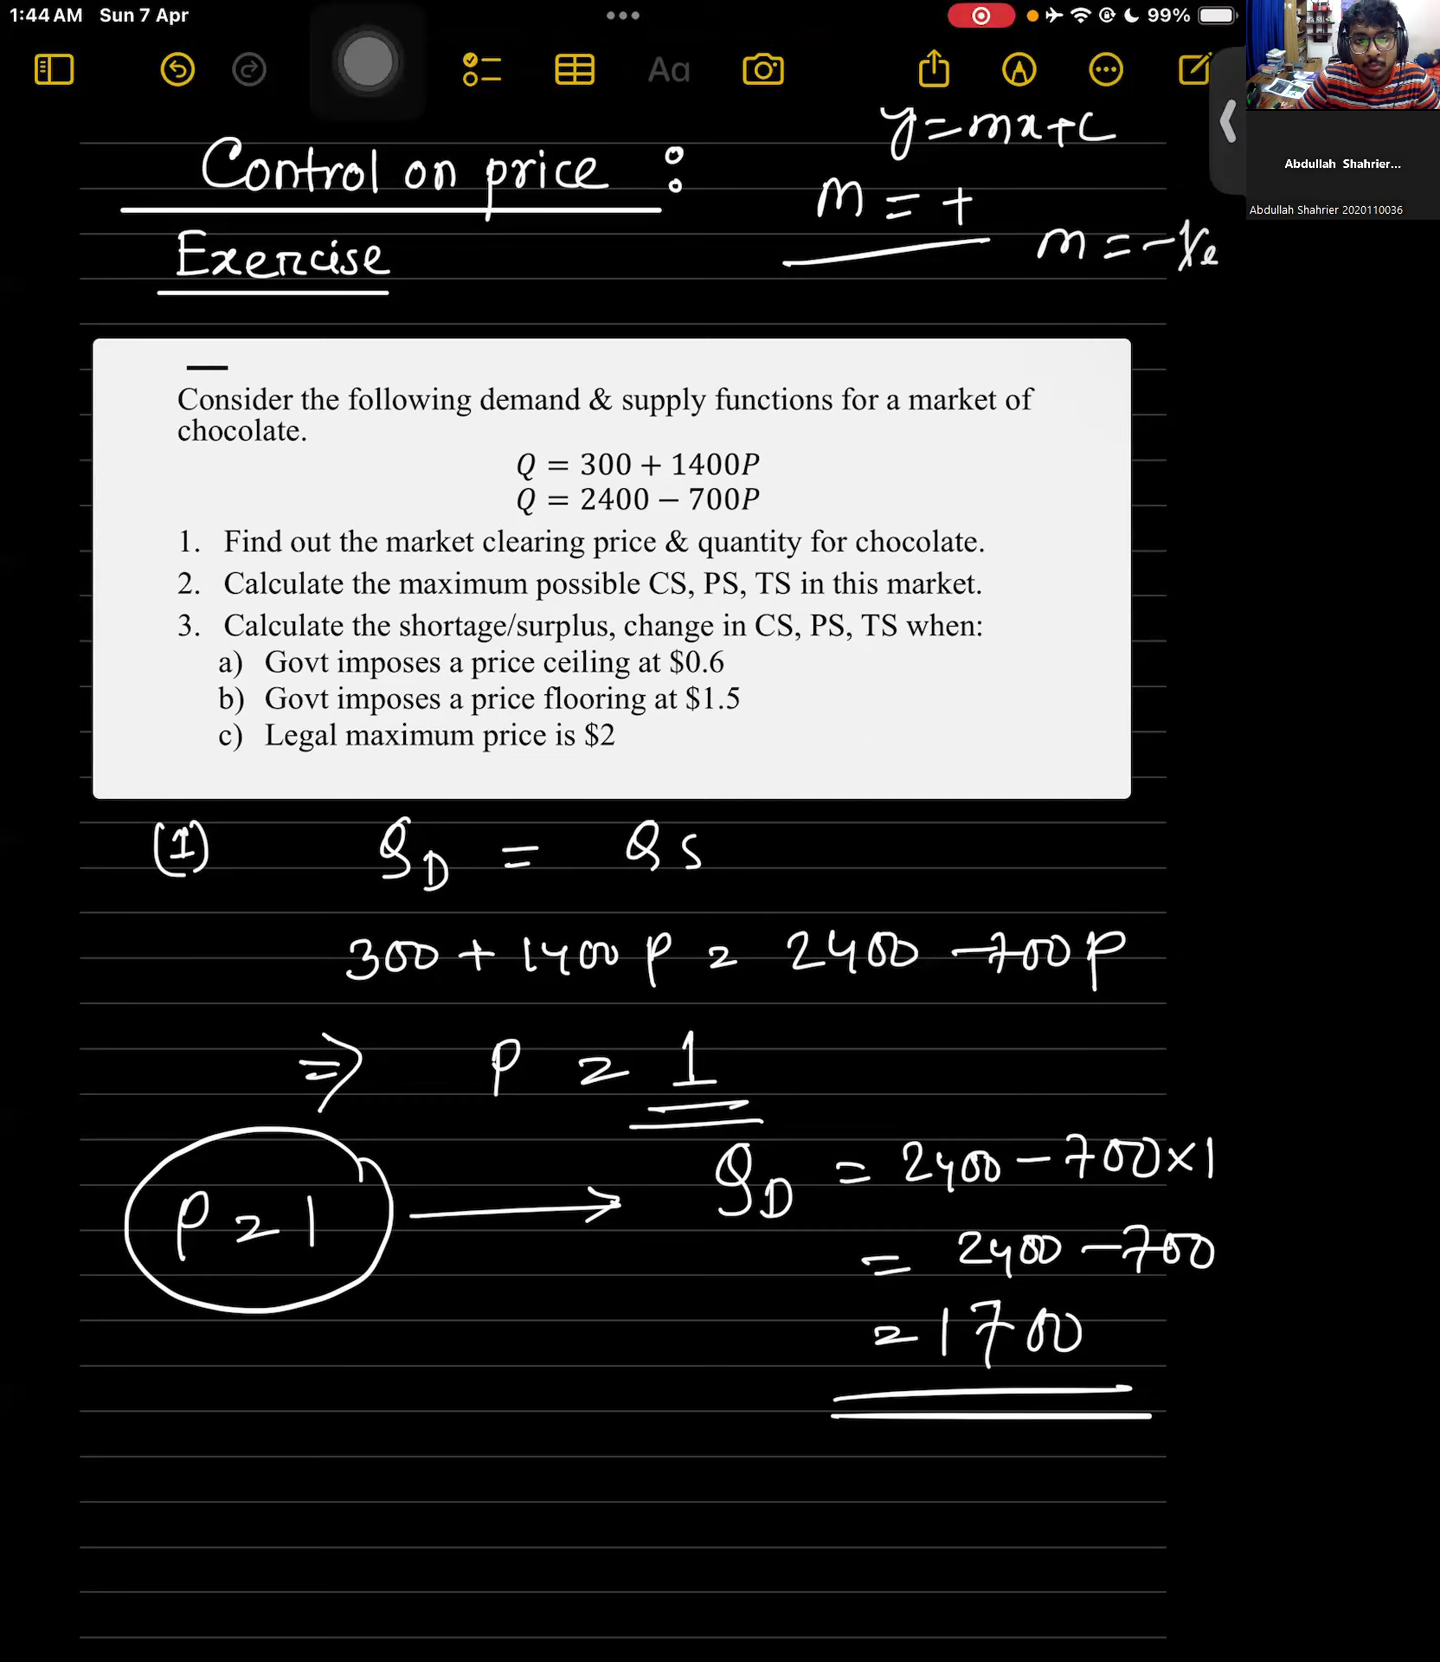 1:44 AM Sun 7 Apr
99%
Aa
Abdullah Shahrier...
Abdullah Shahrier 2020110036
y = mx + c
Control on price :
m = +
m = -ve
Exercise
Consider the following demand & supply functions for a market of
chocolate.
Q = 300 + 1400P
Q = 2400 − 700P
1. Find out the market clearing price & quantity for chocolate.
2. Calculate the maximum possible CS, PS, TS in this market.
3. Calculate the shortage/surplus, change in CS, PS, TS when:
a) Govt imposes a price ceiling at $0.6
b) Govt imposes a price flooring at $1.5
c) Legal maximum price is $2
(1) QD = QS
300 + 1400 P = 2400 - 700 P
⇒ P = 1
P = 1 → QD = 2400 - 700 × 1
= 2400 - 700
= 1700